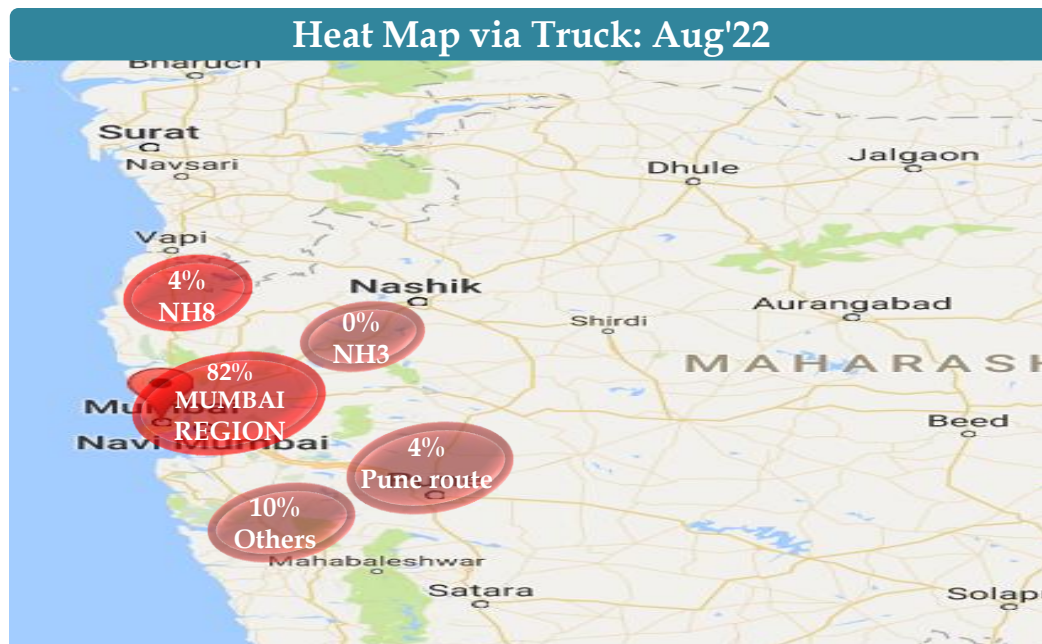 Heat Map via Truck: Aug'22
Bharuch
Surat
Navsari
Dhule
Jalgaon
Vapi
4%
NH8
Nashik
0%
NH3
Shirdi
Aurangabad
MAHARASH
82%
MUMBAI
REGION
Mumbai
Navi Mumbai
Beed
4%
Pune route
10%
Others
Mahabaleshwar
Satara
Solap